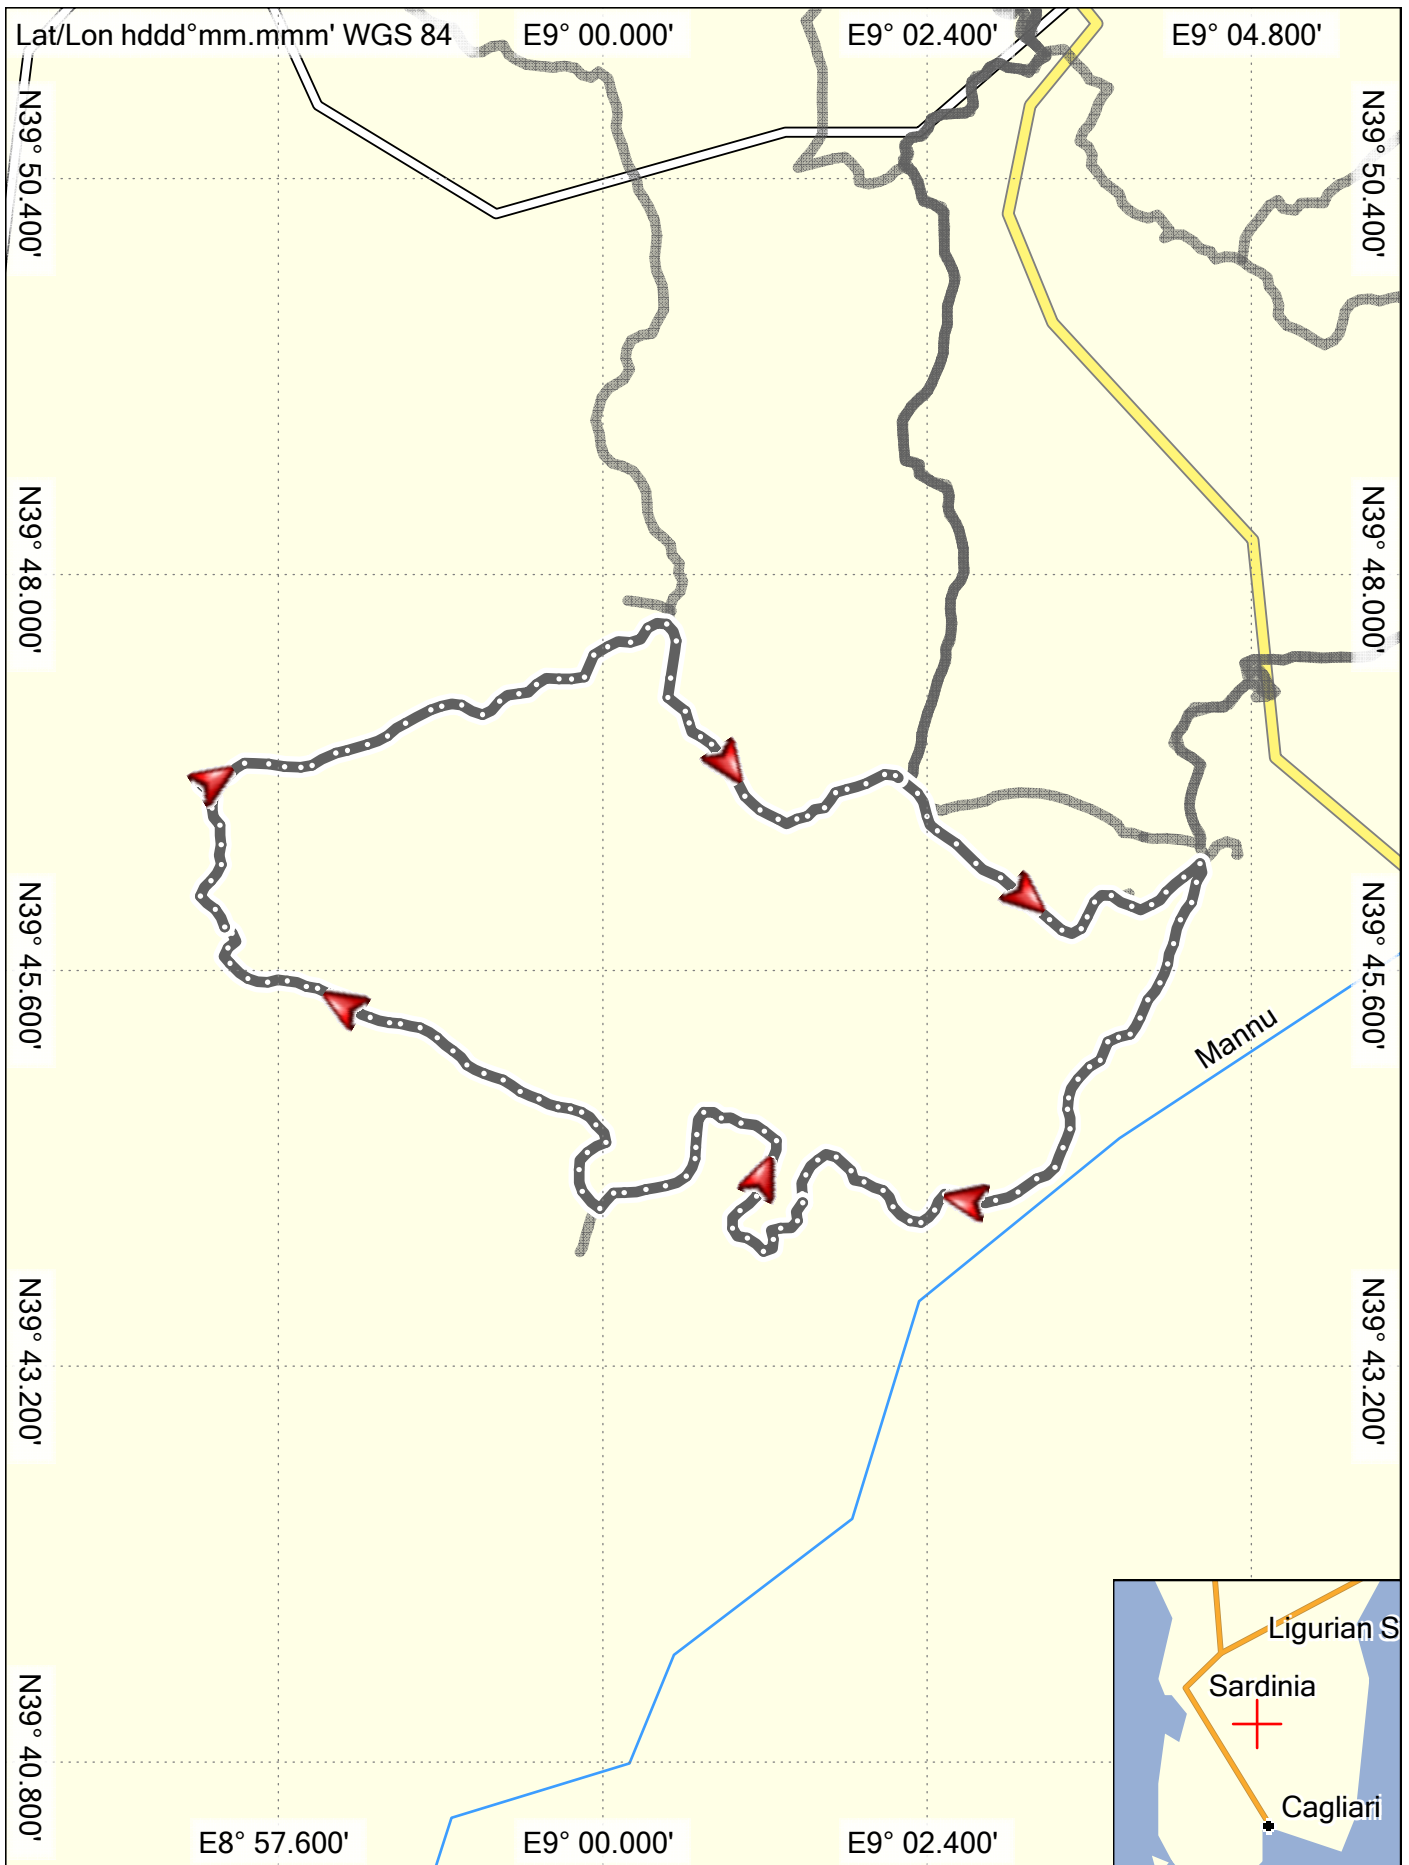 Lat/Lon hddd°mm.mmm' WGS 84
E9° 00.000'
E9° 02.400'
E9° 04.800'
N39° 50.400'
N39° 50.400'
N39° 48.000'
N39° 48.000'
N39° 45.600'
N39° 45.600'
Mannu
N39° 43.200'
N39° 43.200'
Ligurian S
Sardinia
N39° 40.800'
Cagliari
E8° 57.600'
E9° 00.000'
E9° 02.400'